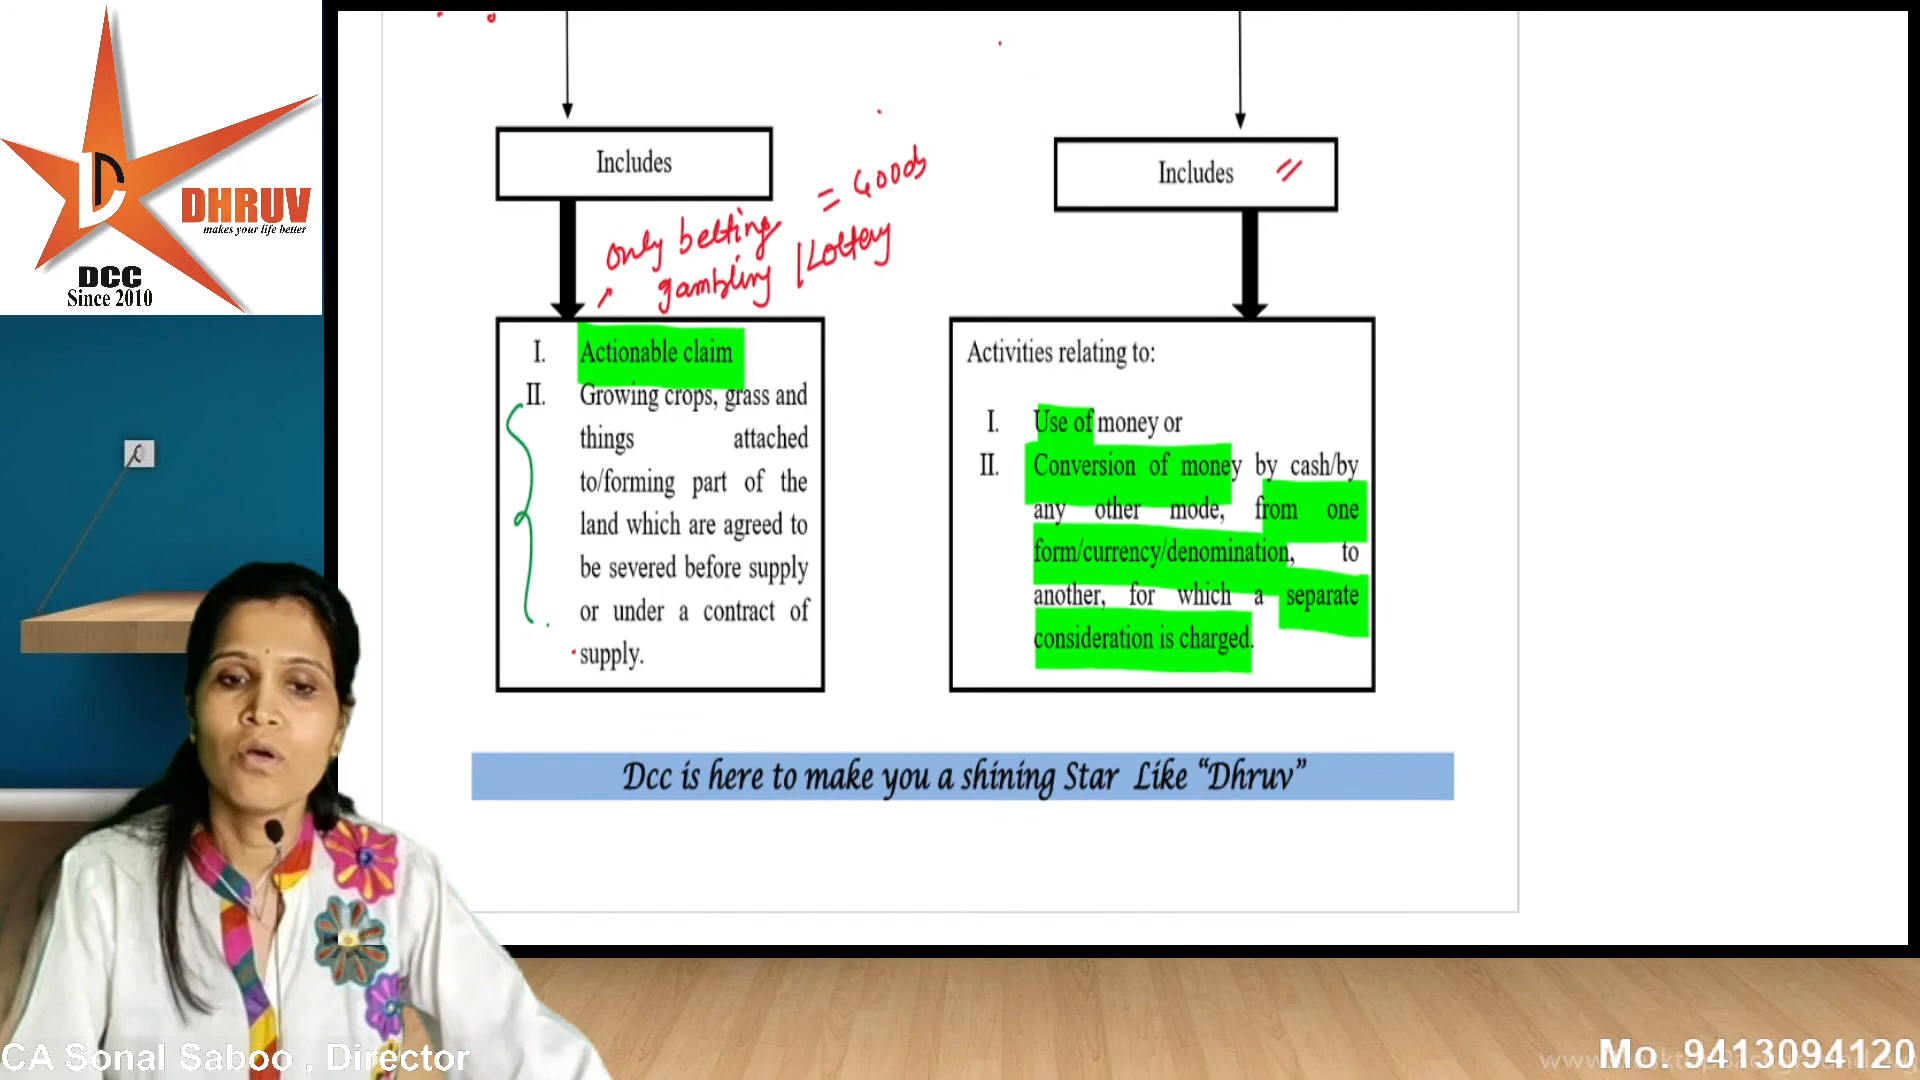 DHRUV
makes your life better
DCC
Since 2010
Includes
= Goods
only betting
gambling | Lottery
I. Actionable claim
II. Growing crops, grass and
things attached
to/forming part of the
land which are agreed to
be severed before supply
or under a contract of
supply.
Includes
Activities relating to:
I. Use of money or
II. Conversion of money by cash/by
any other mode, from one
form/currency/denomination, to
another, for which a separate
consideration is charged.
Dcc is here to make you a shining Star Like “Dhruv”
CA Sonal Saboo , Director
Mo. 9413094120